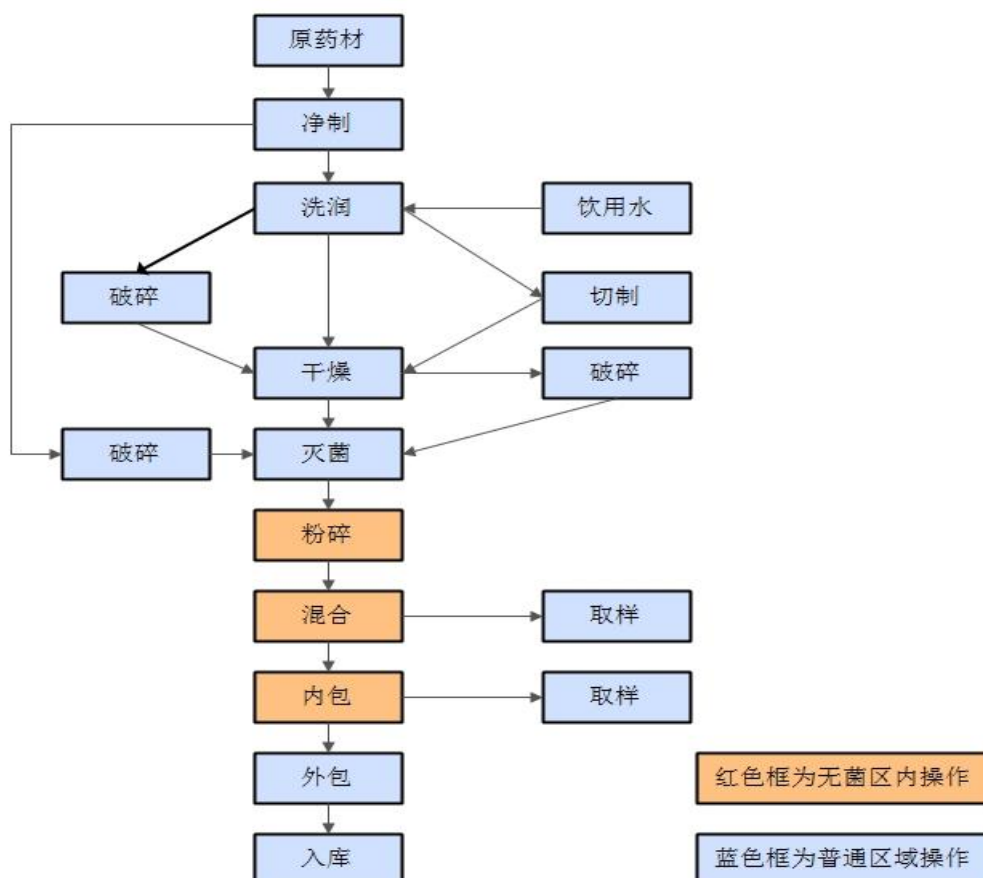 原药材
净制
洗润
饮用水
破碎
切制
干燥
破碎
破碎
灭菌
粉碎
混合
取样
内包
取样
外包
红色框为无菌区内操作
入库
蓝色框为普通区域操作